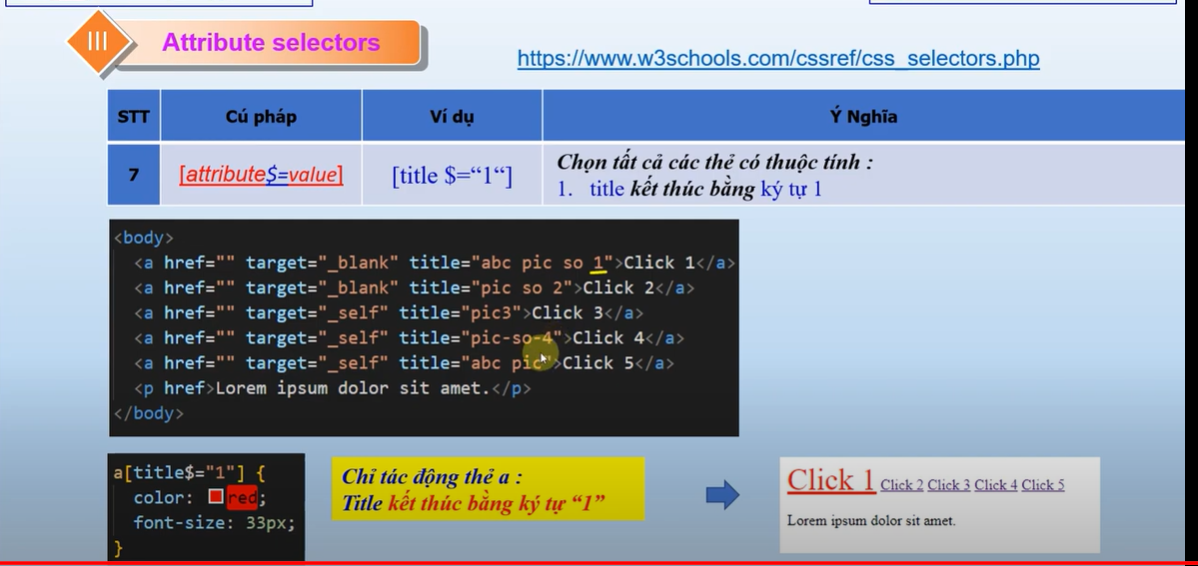 III
Attribute selectors
https://www.w3schools.com/cssref/css_selectors.php
STT Cú pháp Ví dụ Ý Nghĩa
7 [attribute$=value] [title $=“1“] Chọn tất cả các thẻ có thuộc tính :
1. title kết thúc bằng ký tự 1
<body>
<a href="" target="_blank" title="abc pic so 1">Click 1</a>
<a href="" target="_blank" title="pic so 2">Click 2</a>
<a href="" target="_self" title="pic3">Click 3</a>
<a href="" target="_self" title="pic-so-4">Click 4</a>
<a href="" target="_self" title="abc pic">Click 5</a>
<p href>Lorem ipsum dolor sit amet.</p>
</body>
a[title$="1"] {
color: red;
font-size: 33px;
}
Chỉ tác động thẻ a :
Title kết thúc bằng ký tự “1”
Click 1 Click 2 Click 3 Click 4 Click 5
Lorem ipsum dolor sit amet.